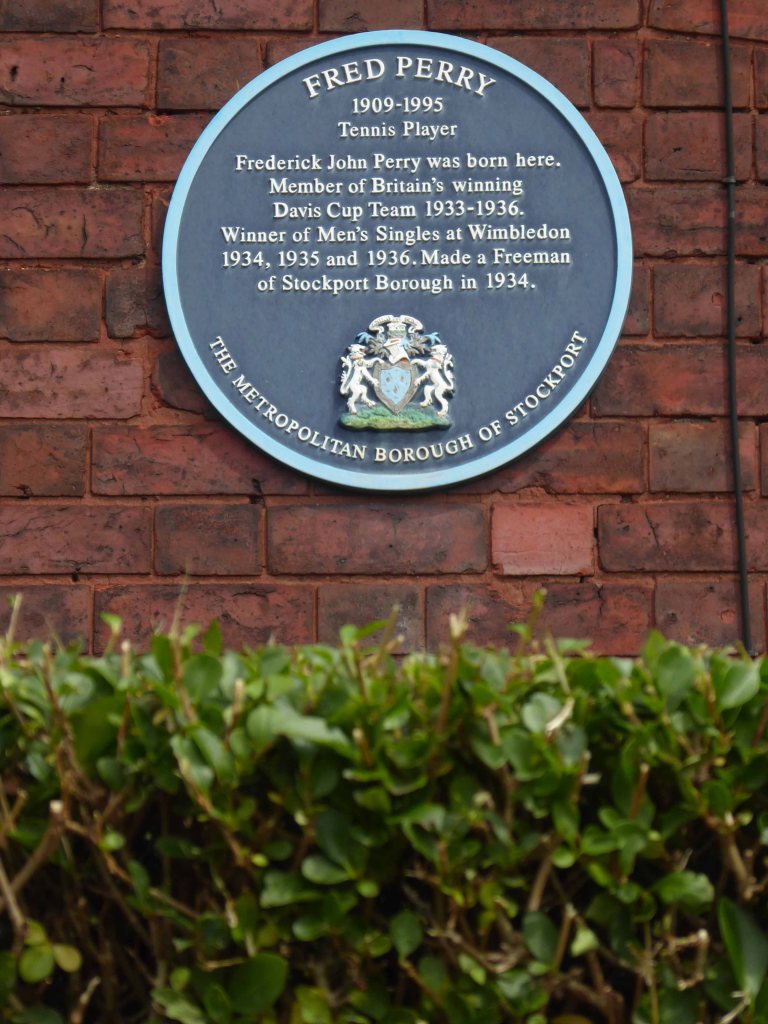 FRED PERRY
1909-1995
Tennis Player
Frederick John Perry was born here.
Member of Britain's winning
Davis Cup Team 1933-1936.
Winner of Men's Singles at Wimbledon
1934, 1935 and 1936. Made a Freeman
of Stockport Borough in 1934.
THE METROPOLITAN BOROUGH OF STOCKPORT